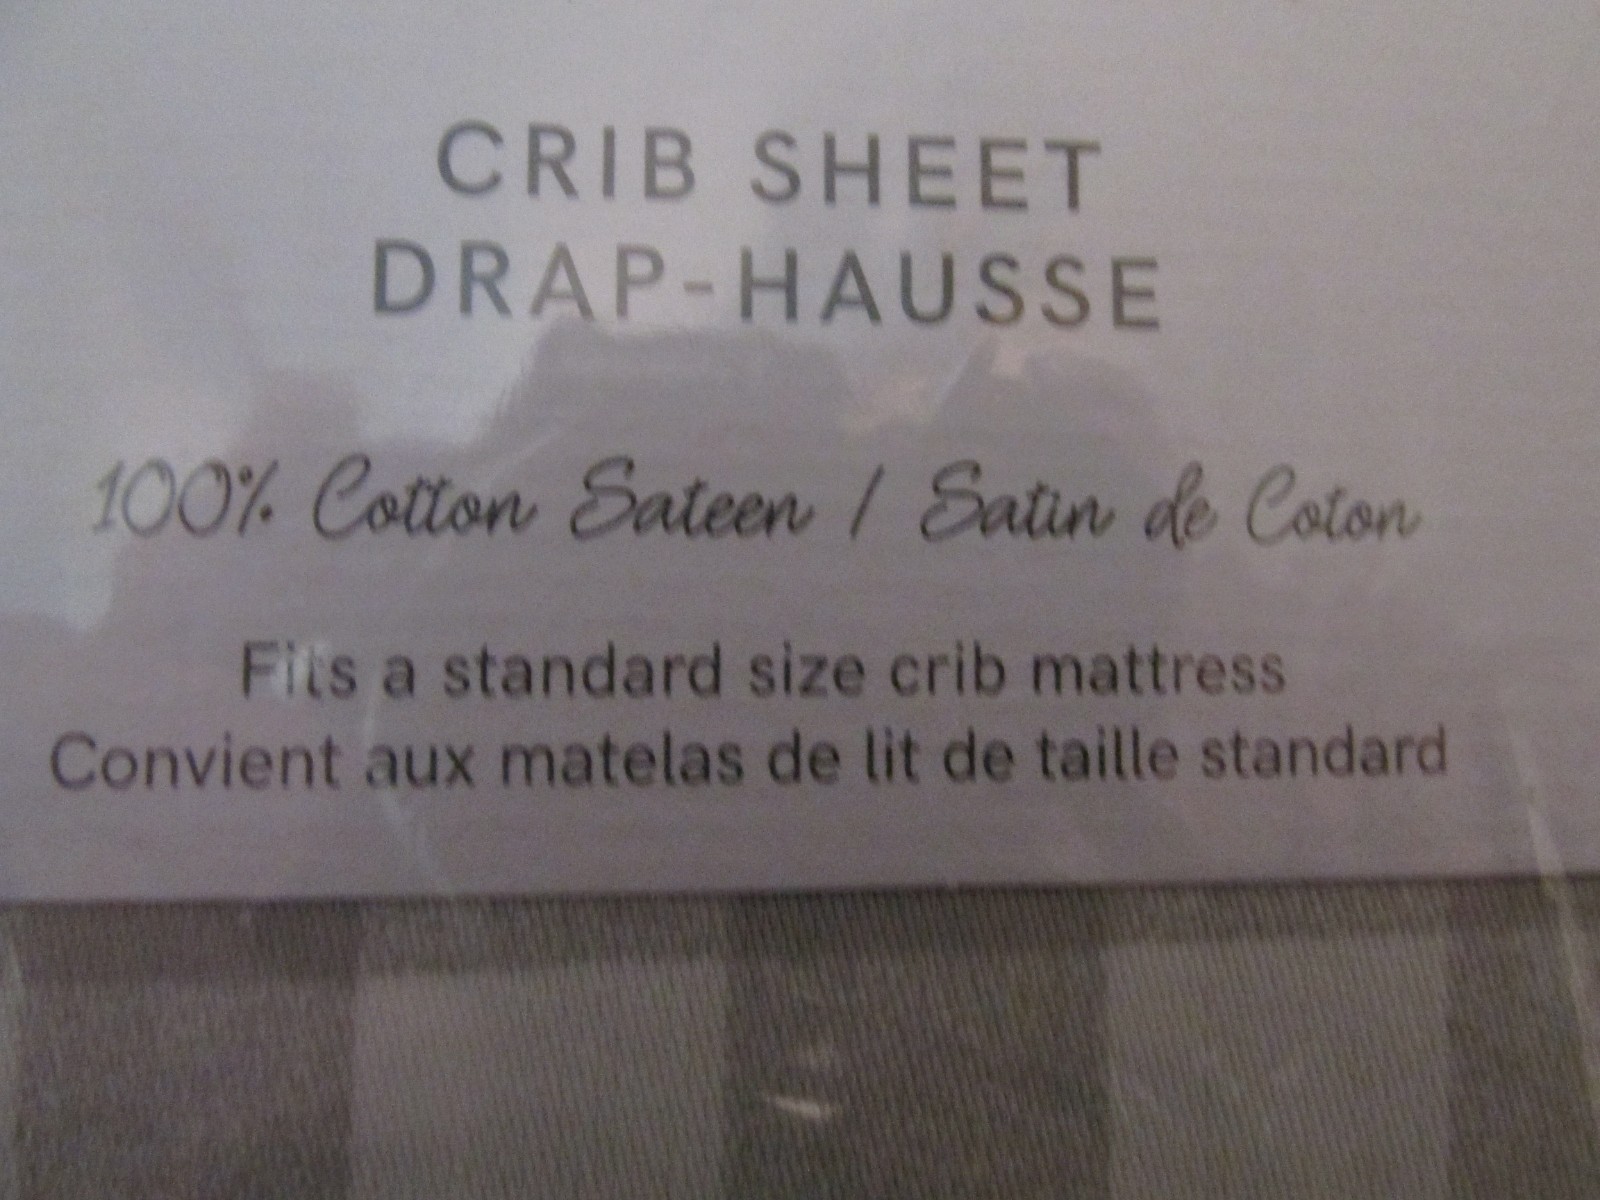 CRIB SHEET
DRAP-HAUSSE
100% Cotton Sateen / Satin de Coton
Fits a standard size crib mattress
Convient aux matelas de lit de taille standard